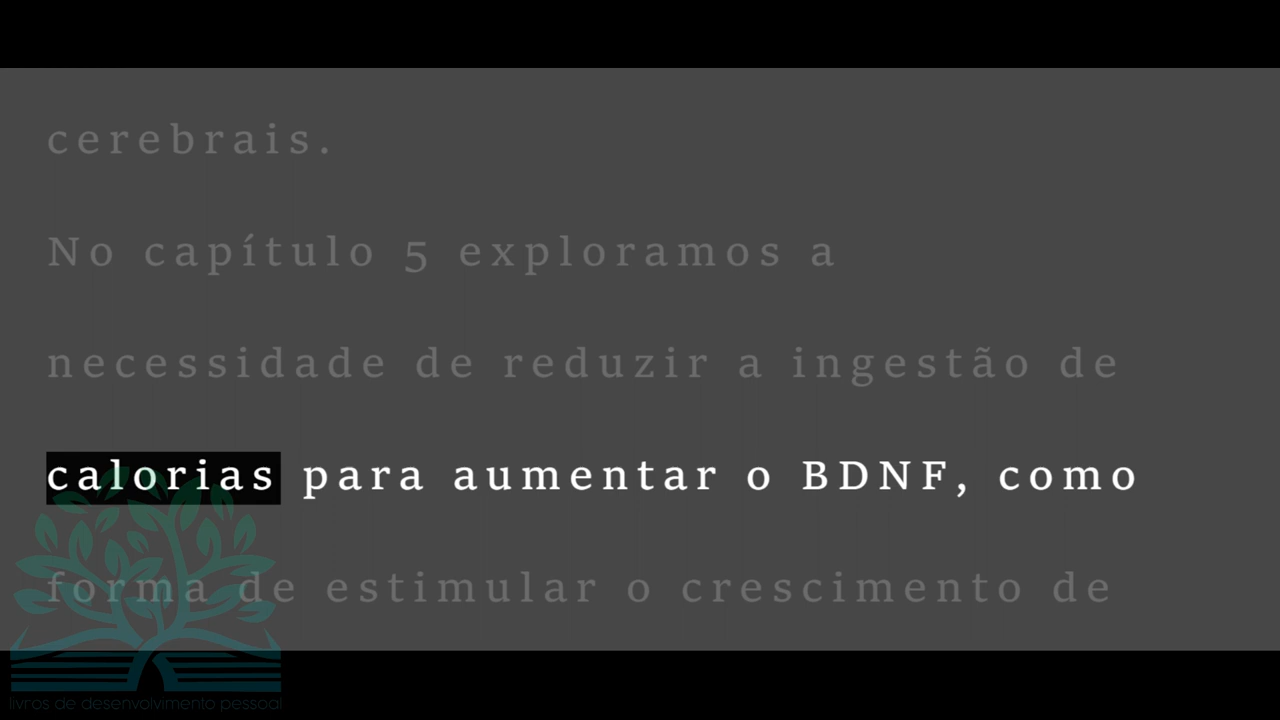 cerebrais.
No capítulo 5 exploramos a
necessidade de reduzir a ingestão de
calorias para aumentar o BDNF, como
forma de estimular o crescimento de
livros de desenvolvimento pessoal